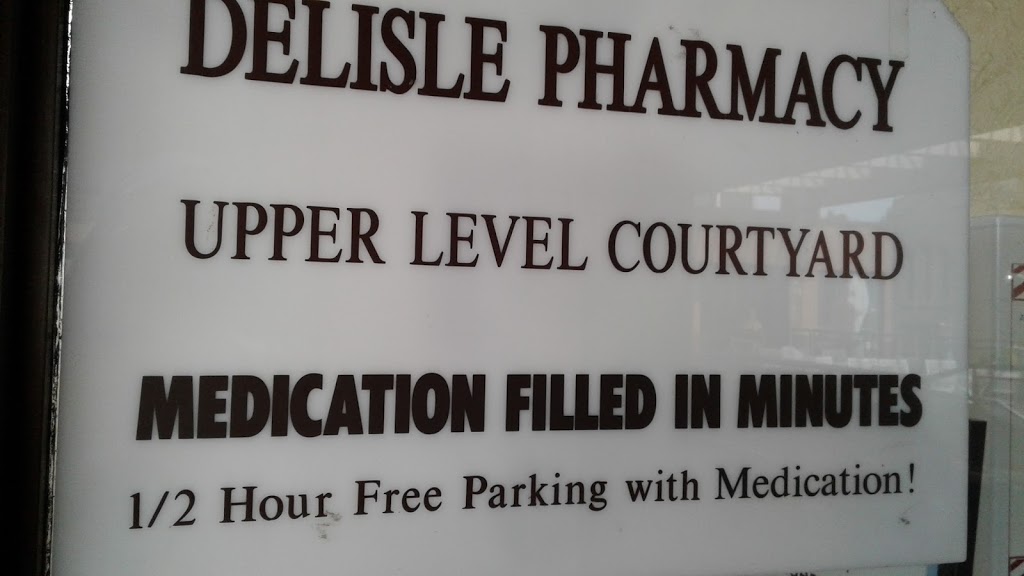 DELISLE PHARMACY
UPPER LEVEL COURTYARD
MEDICATION FILLED IN MINUTES
1/2 Hour Free Parking with Medication!